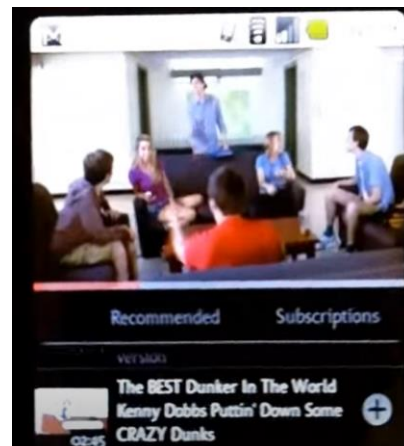 Recommended Subscriptions
version
The BEST Dunker In The World
Kenny Dobbs Puttin' Down Some
02:45 CRAZY Dunks